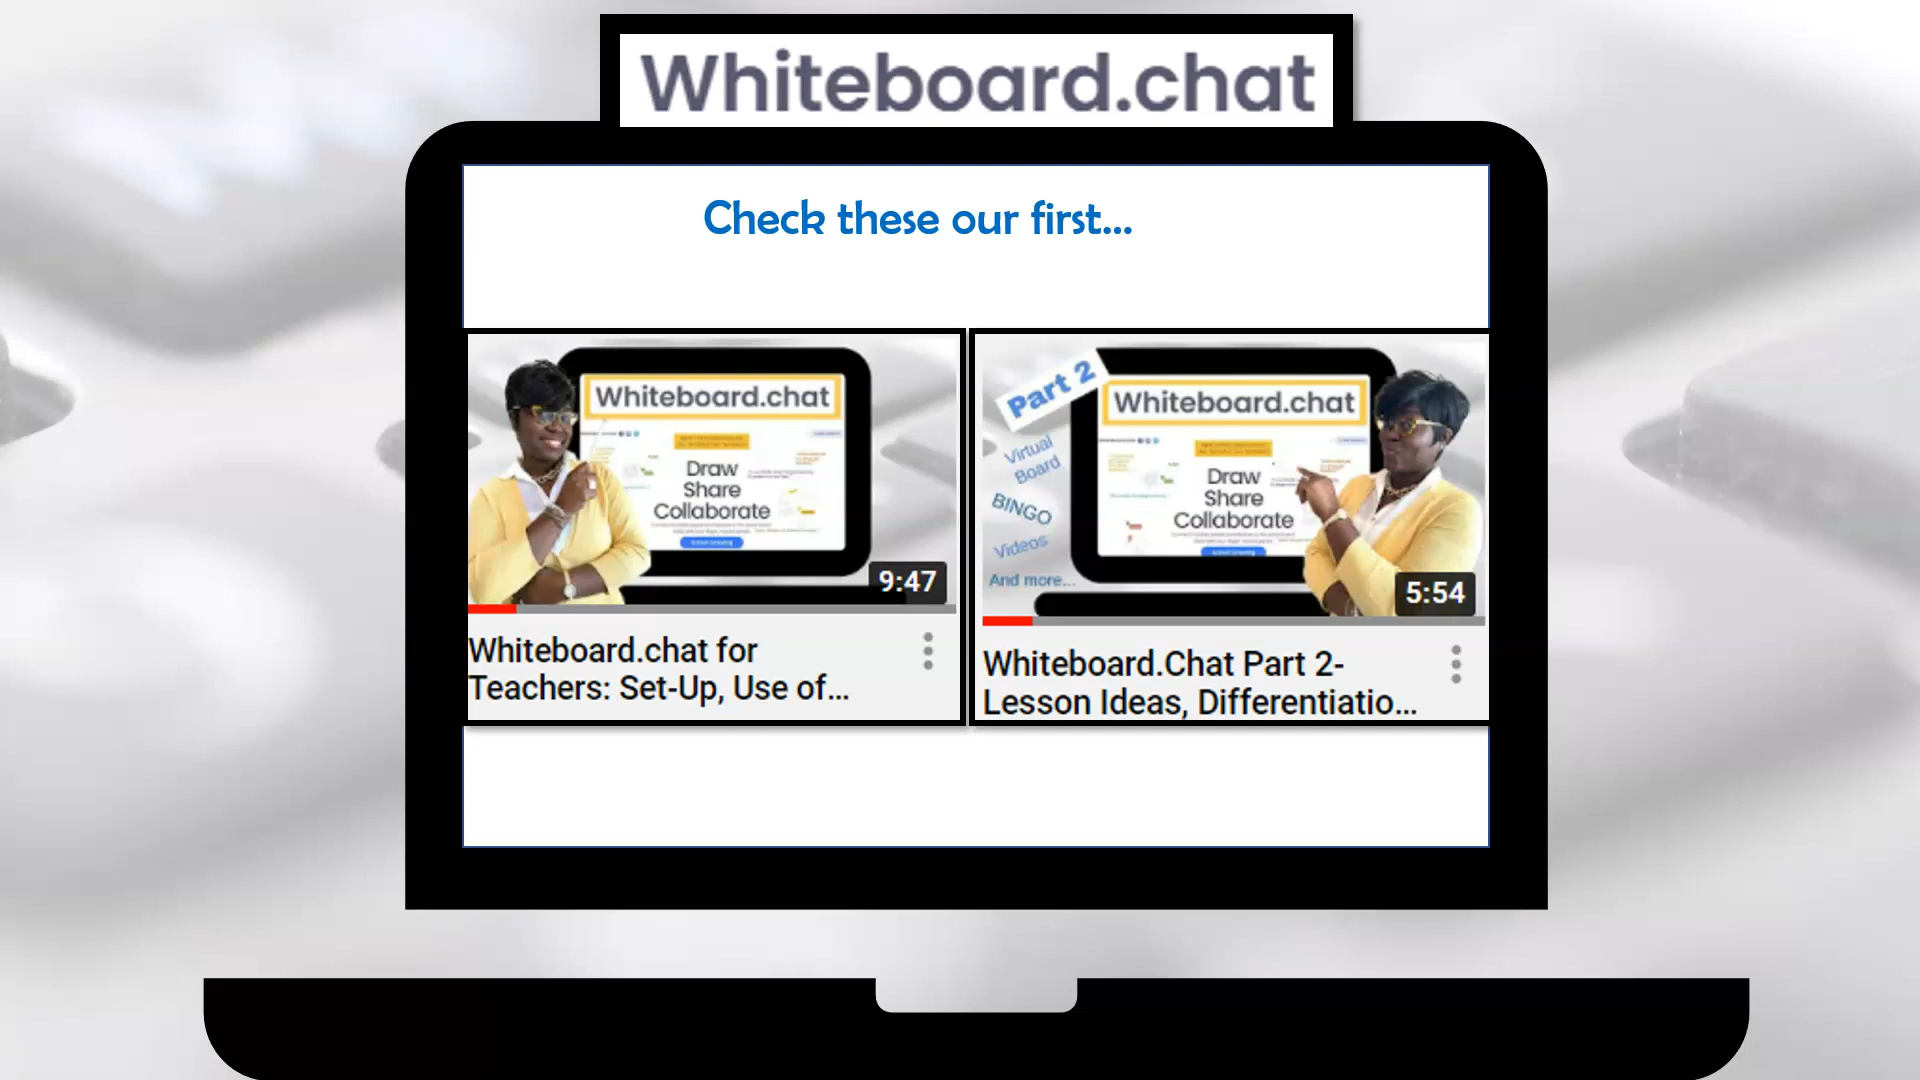 Whiteboard.chat
Check these our first...
Whiteboard.chat
Draw
Share
Collaborate
9:47
Whiteboard.chat for
Teachers: Set-Up, Use of...
Part 2
Virtual
Board
BINGO
Videos
And more...
Whiteboard.chat
Draw
Share
Collaborate
5:54
Whiteboard.Chat Part 2-
Lesson Ideas, Differentiatio...